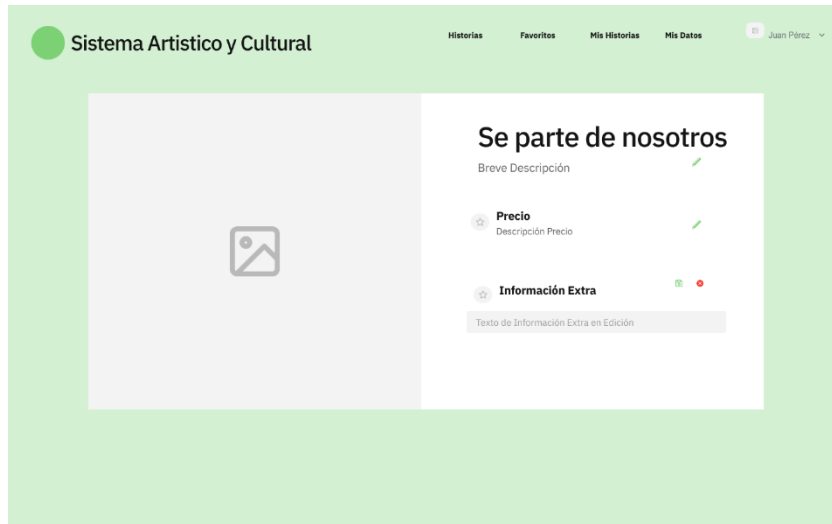 Sistema Artistico y Cultural
Historias
Favoritos
Mis Historias
Mis Datos
Juan Pérez
Se parte de nosotros
Breve Descripción
Precio
Descripción Precio
Información Extra
Texto de Información Extra en Edición